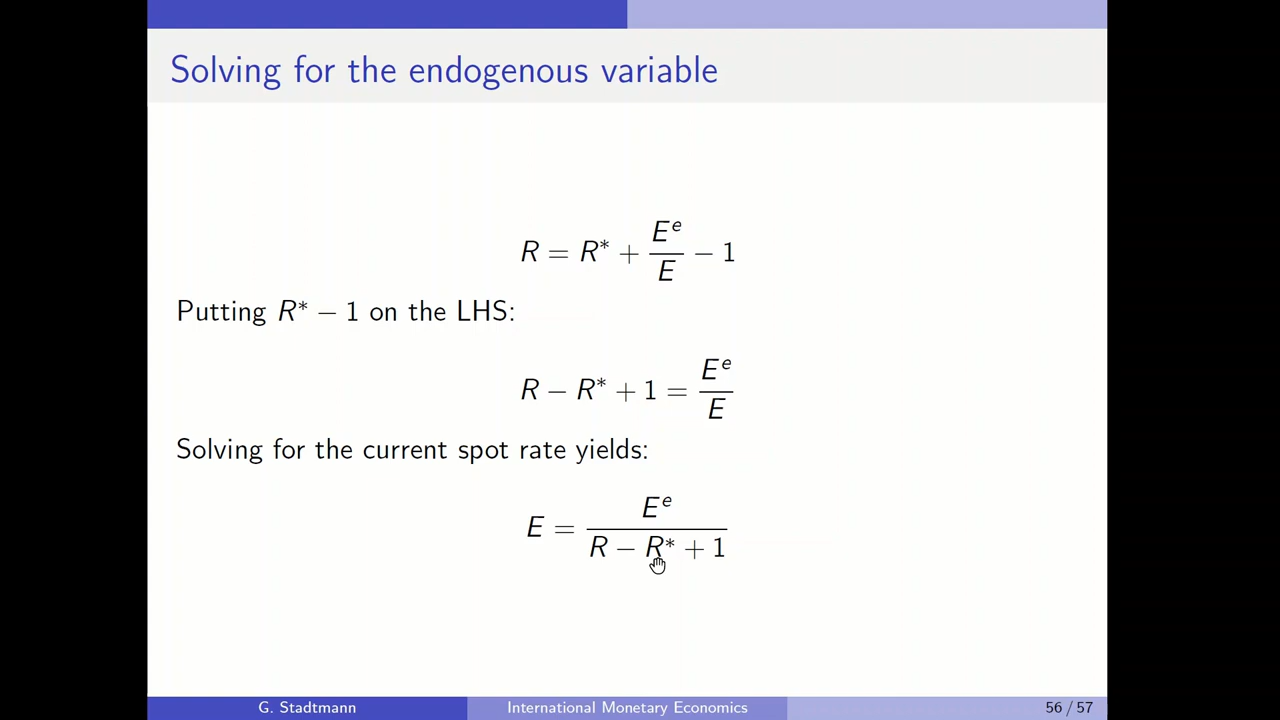 Solving for the endogenous variable
R = R* + E^e/E − 1
Putting R* − 1 on the LHS:
R − R* + 1 = E^e/E
Solving for the current spot rate yields:
E = E^e/(R − R* + 1)
G. Stadtmann
International Monetary Economics
56 / 57